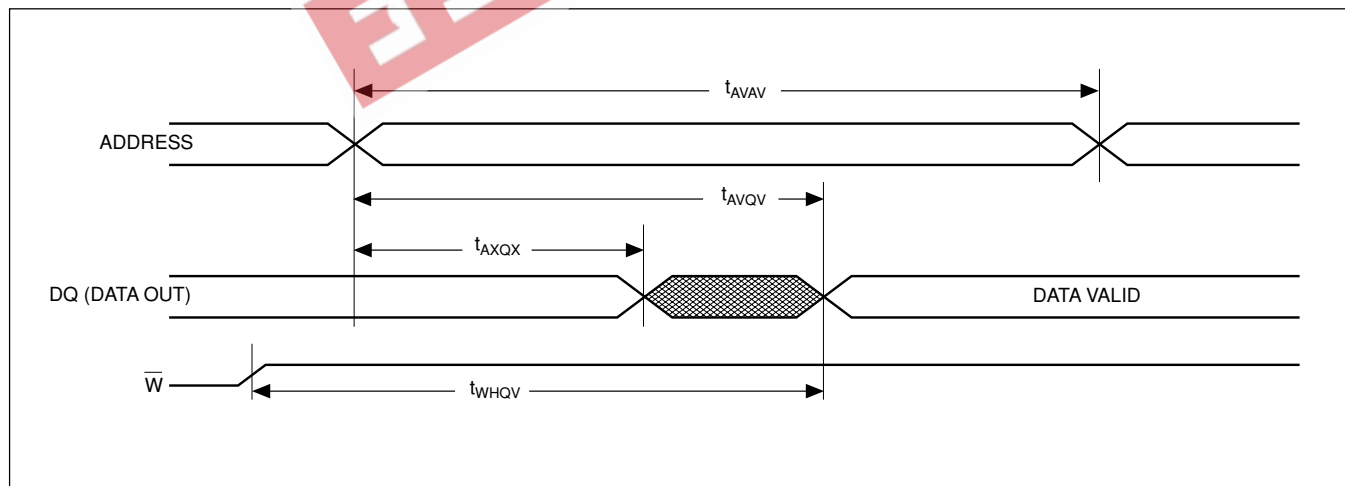 tAVAV
ADDRESS
tAVQV
tAXQX
DQ (DATA OUT)
DATA VALID
W̅
tWHQV